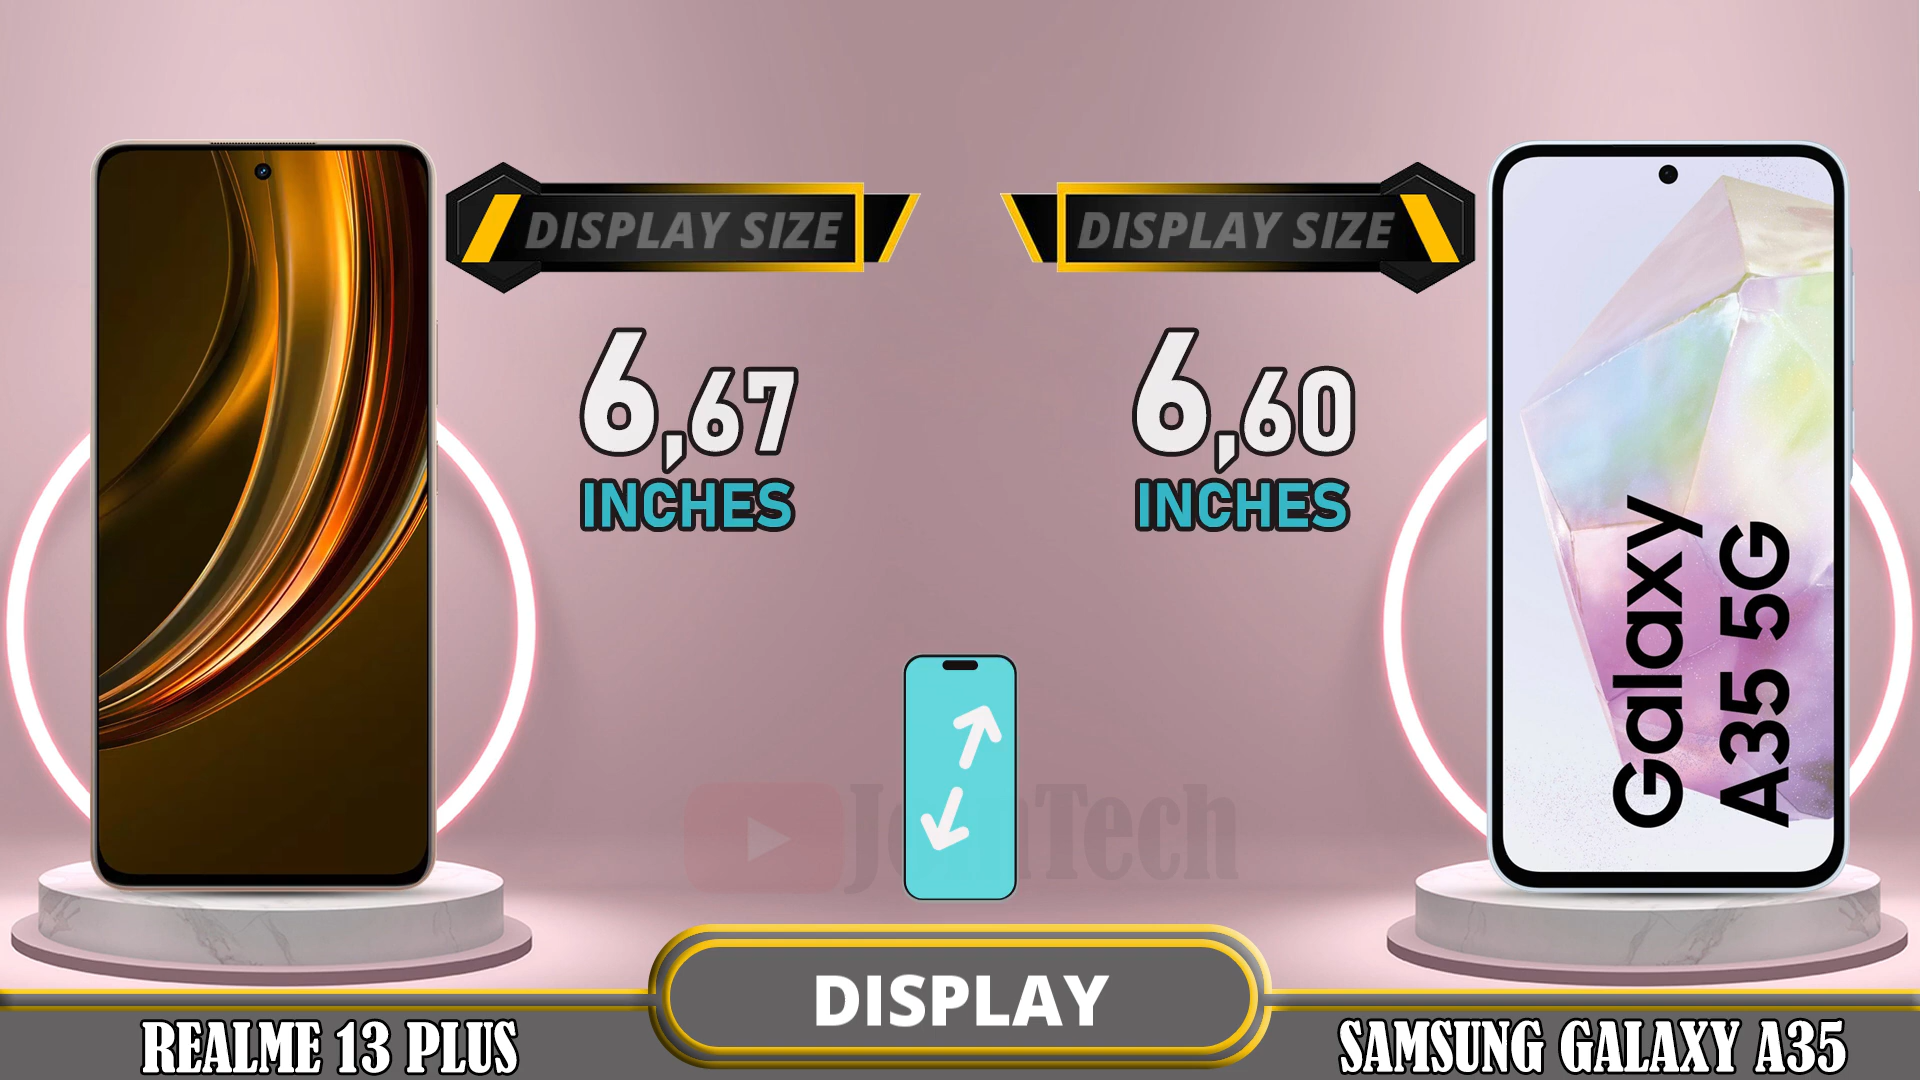 DISPLAY SIZE
DISPLAY SIZE
6,67
INCHES
6,60
INCHES
Galaxy
A35 5G
JohnTech
DISPLAY
REALME 13 PLUS
SAMSUNG GALAXY A35